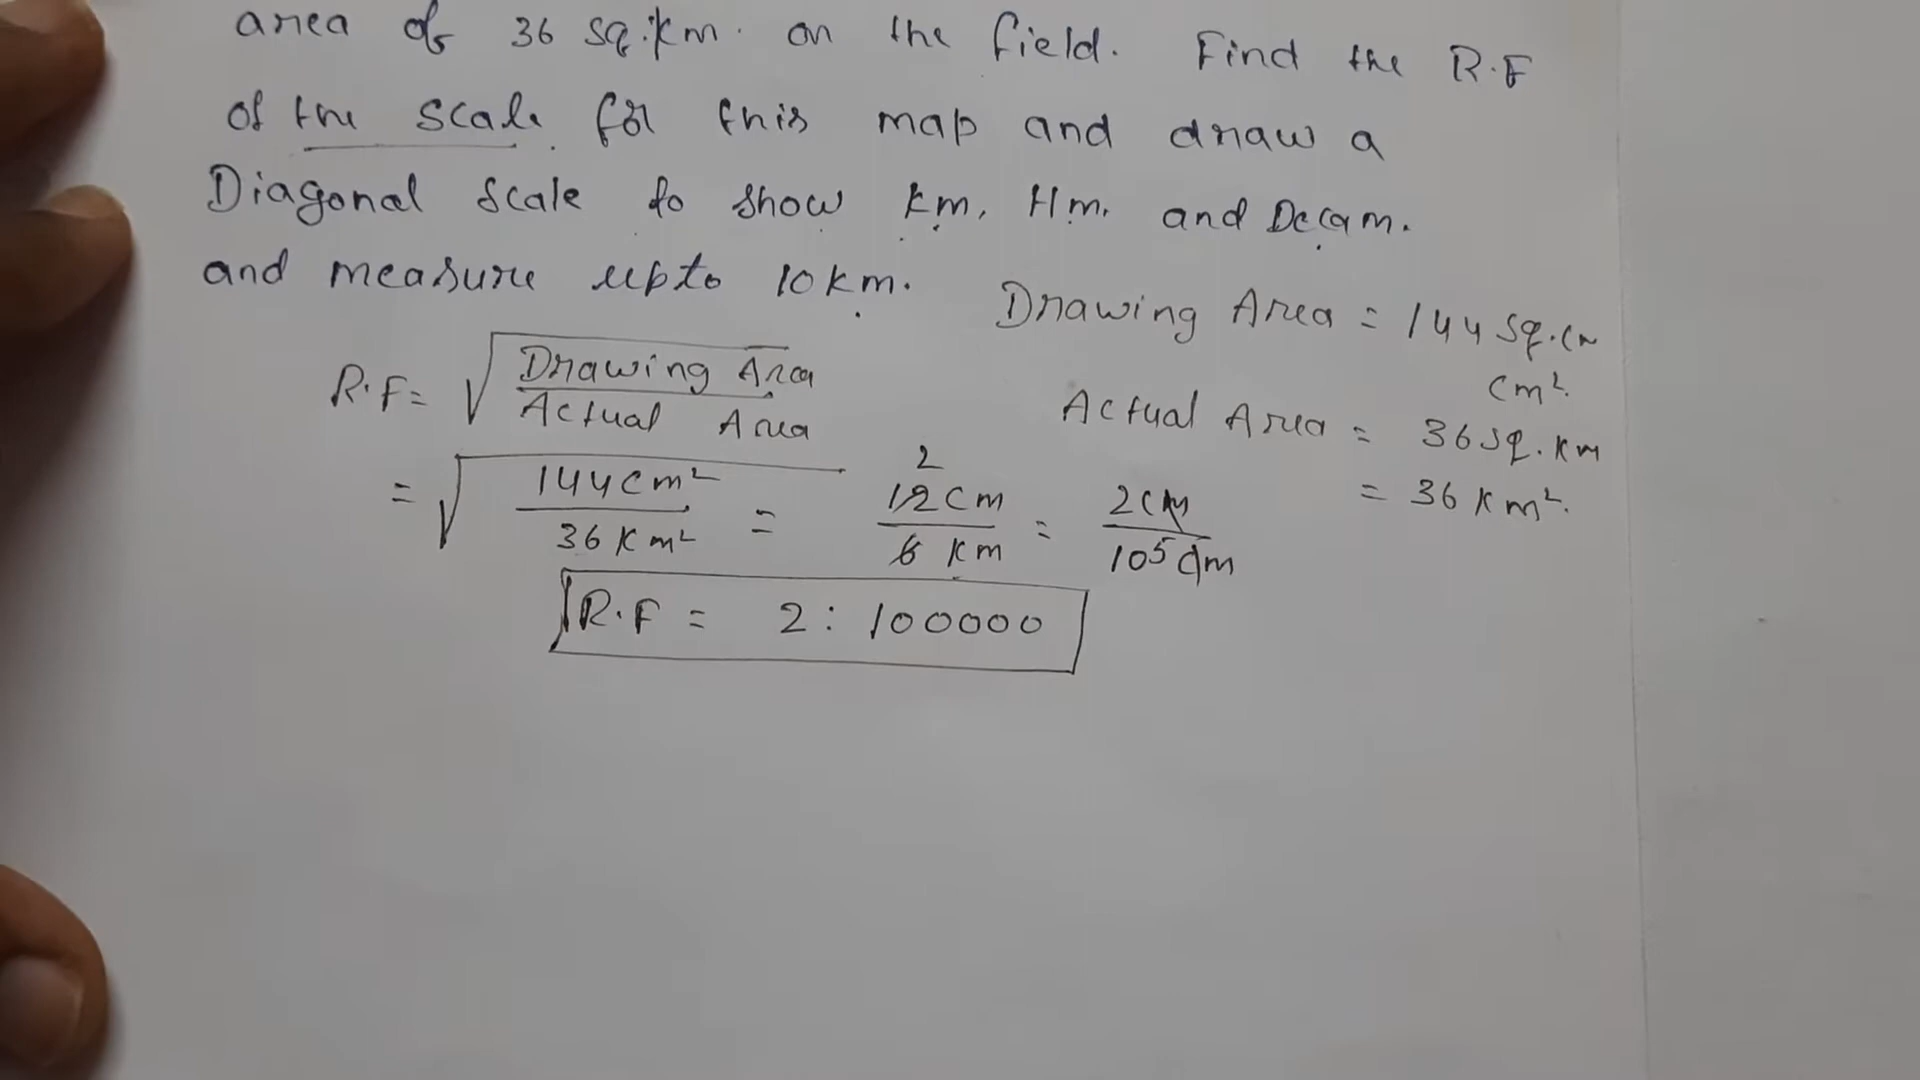 area of 36 sq.km. on the field. Find the R.F
of the scale for this map and draw a
Diagonal Scale to show km, Hm. and Decam.
and measure upto 10km.
Drawing Area = 144 sq.cm
cm².
Actual Area = 36 sq.km
= 36 km².
R.F = √ Drawing Area / Actual Area
= √ 144cm² / 36 Km² = 12cm / 6 km = 2cm / 10⁵ cm
2
R.F = 2 : 100000